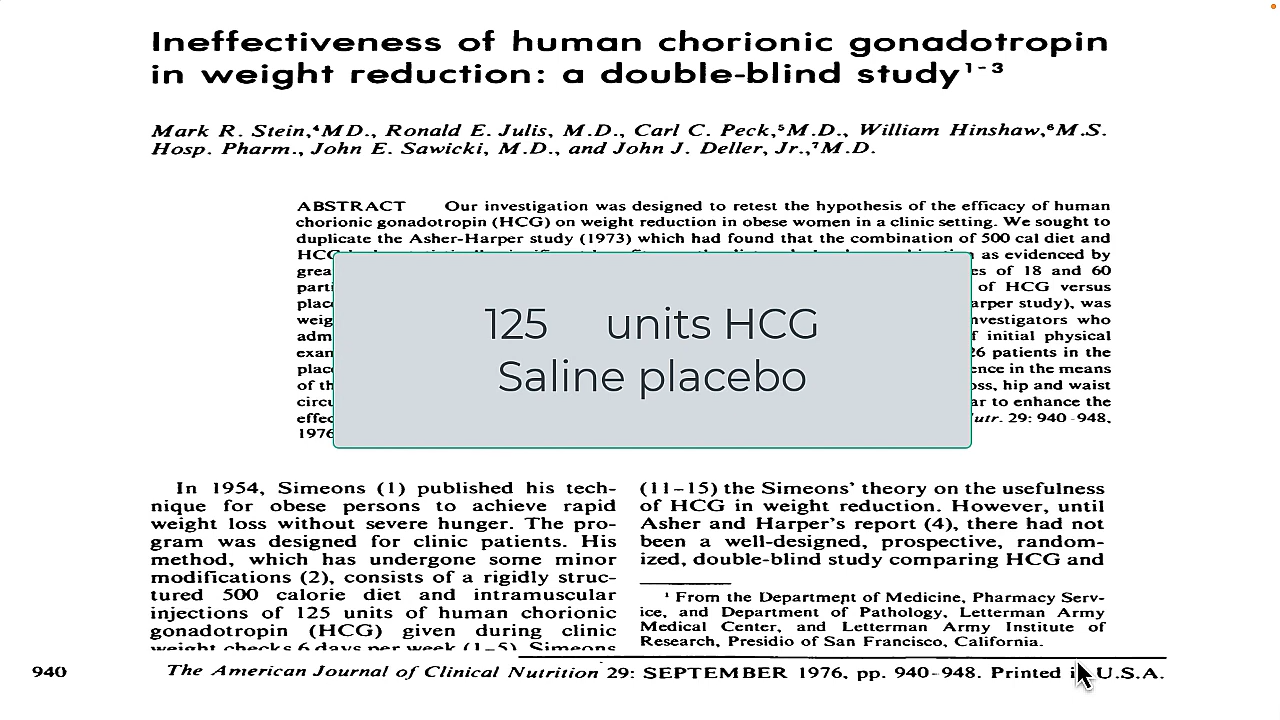 Ineffectiveness of human chorionic gonadotropin
in weight reduction: a double-blind study¹⁻³
Mark R. Stein,⁴MD., Ronald E. Julis, M.D., Carl C. Peck,⁵M.D., William Hinshaw,⁶M.S.
Hosp. Pharm., John E. Sawicki, M.D., and John J. Deller, Jr.,⁷M.D.
ABSTRACT Our investigation was designed to retest the hypothesis of the efficacy of human
chorionic gonadotropin (HCG) on weight reduction in obese women in a clinic setting. We sought to
duplicate the Asher-Harper study (1973) which had found that the combination of 500 cal diet and
as evidenced by
of 18 and 60
of HCG versus
study), was
who
initial physical
patients in the
in the means
hip and waist
to enhance the
29: 940-948,
1976
125 units HCG
Saline placebo
In 1954, Simeons (1) published his tech-
nique for obese persons to achieve rapid
weight loss without severe hunger. The pro-
gram was designed for clinic patients. His
method, which has undergone some minor
modifications (2), consists of a rigidly struc-
tured 500 calorie diet and intramuscular
injections of 125 units of human chorionic
gonadotropin (HCG) given during clinic
weight checks 6 days per week (1-5). Simeons
(11-15) the Simeons' theory on the usefulness
of HCG in weight reduction. However, until
Asher and Harper's report (4), there had not
been a well-designed, prospective, random-
ized, double-blind study comparing HCG and
¹ From the Department of Medicine, Pharmacy Serv-
ice, and Department of Pathology, Letterman Army
Medical Center, and Letterman Army Institute of
Research, Presidio of San Francisco, California.
940 The American Journal of Clinical Nutrition 29: SEPTEMBER 1976, pp. 940-948. Printed in U.S.A.